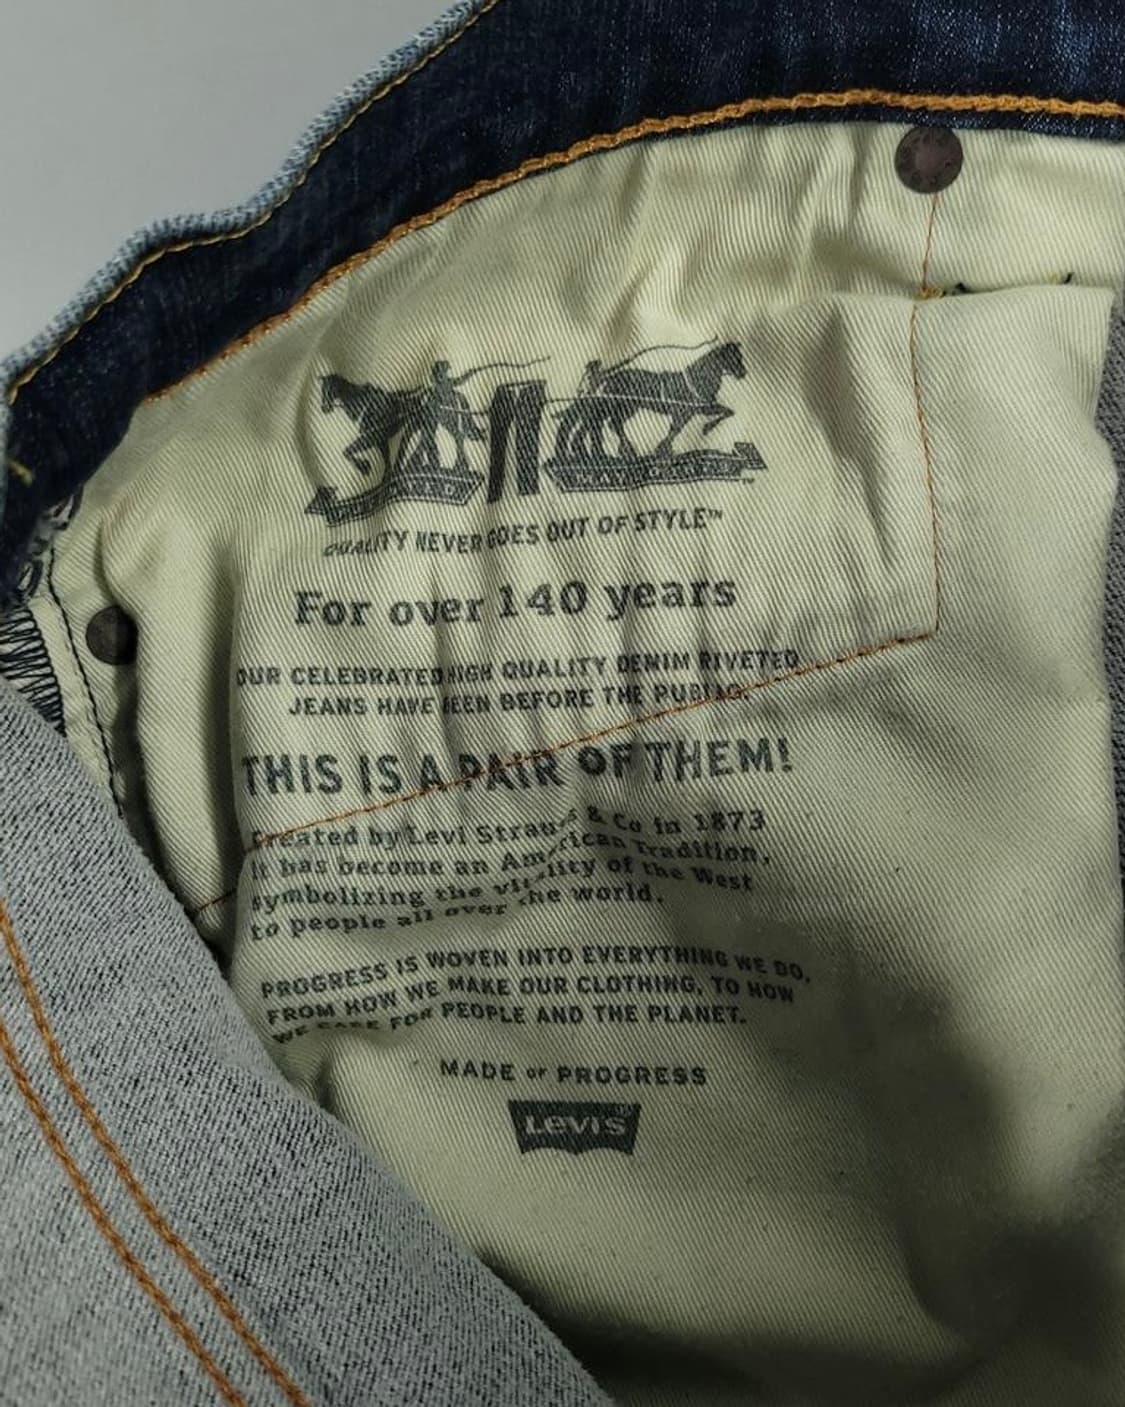 QUALITY NEVER GOES OUT OF STYLE™
For over 140 years
OUR CELEBRATED HIGH QUALITY DENIM RIVETED
JEANS HAVE BEEN BEFORE THE PUBLIC.
THIS IS A PAIR OF THEM!
Created by Levi Strauss & Co in 1873
it has become an American Tradition,
symbolizing the vitality of the West
to people all over the world.
PROGRESS IS WOVEN INTO EVERYTHING WE DO,
FROM HOW WE MAKE OUR CLOTHING, TO HOW
WE CARE FOR PEOPLE AND THE PLANET.
MADE OF PROGRESS
LEVI'S